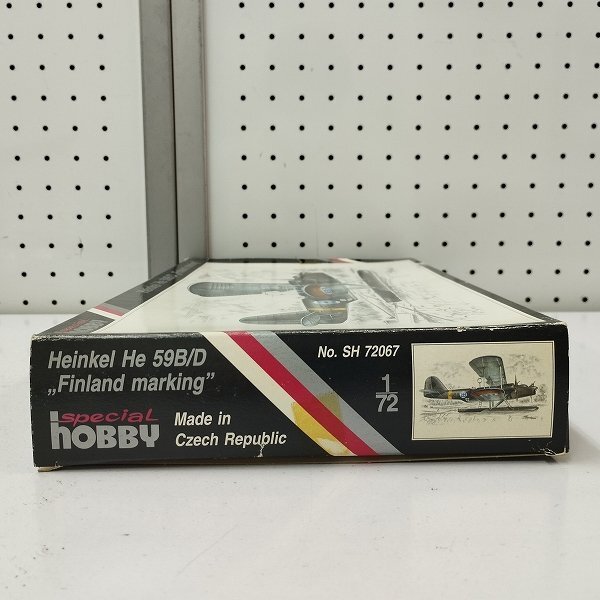 Heinkel He 59B/D
„Finland marking”
special
hobby
Made in
Czech Republic
No. SH 72067
1
72